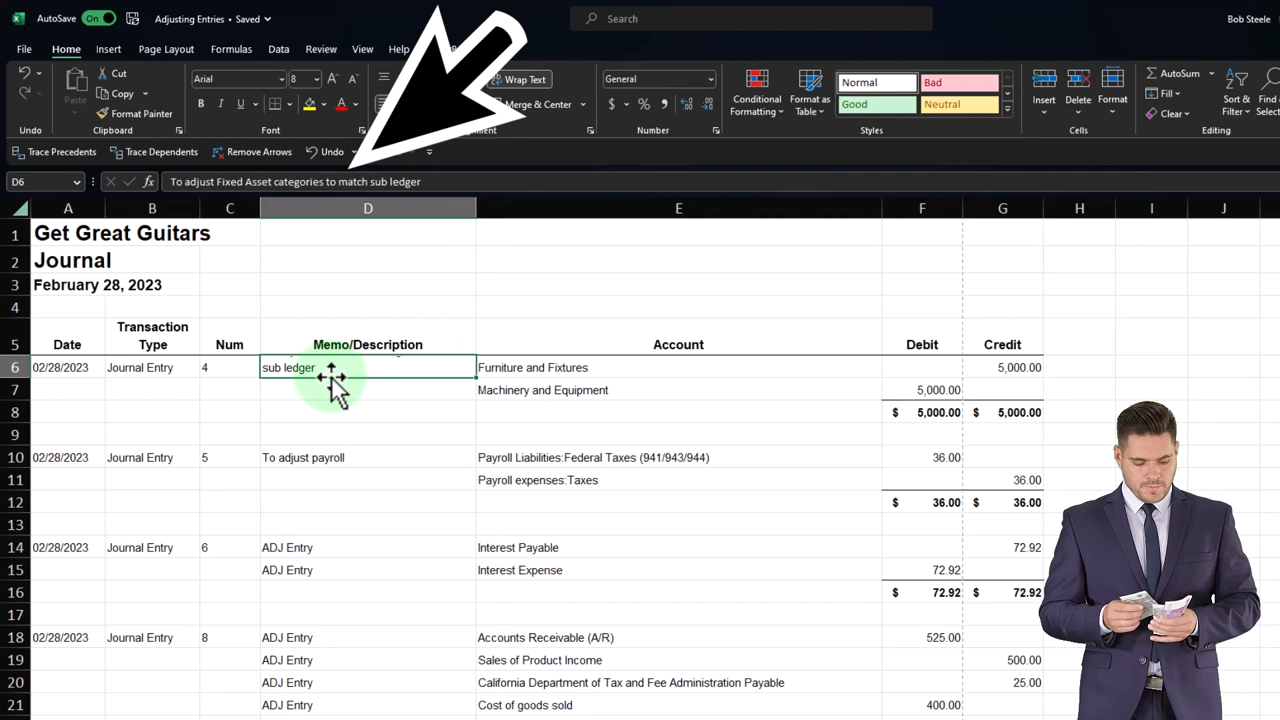 AutoSave On Adjusting Entries • Saved Search Bob Steele
File Home Insert Page Layout Formulas Data Review View Help
Cut Arial 8 Wrap Text General Normal Bad AutoSum
Paste Copy Merge & Center $ % Conditional Formatting Format as Table Good Neutral Insert Delete Format Fill Sort & Filter Find
Format Painter Clear
Undo Clipboard Font Number Styles Cells Editing
Trace Precedents Trace Dependents Remove Arrows Undo
D6 fx To adjust Fixed Asset categories to match sub ledger
A B C D E F G H I J
1 Get Great Guitars
2 Journal
3 February 28, 2023
4
5 Date Transaction Type Num Memo/Description Account Debit Credit
6 02/28/2023 Journal Entry 4 sub ledger Furniture and Fixtures 5,000.00
7 Machinery and Equipment 5,000.00
8 $ 5,000.00 $ 5,000.00
9
10 02/28/2023 Journal Entry 5 To adjust payroll Payroll Liabilities:Federal Taxes (941/943/944) 36.00
11 Payroll expenses:Taxes 36.00
12 $ 36.00 $ 36.00
13
14 02/28/2023 Journal Entry 6 ADJ Entry Interest Payable 72.92
15 ADJ Entry Interest Expense 72.92
16 $ 72.92 $ 72.92
17
18 02/28/2023 Journal Entry 8 ADJ Entry Accounts Receivable (A/R) 525.00
19 ADJ Entry Sales of Product Income 500.00
20 ADJ Entry California Department of Tax and Fee Administration Payable 25.00
21 ADJ Entry Cost of goods sold 400.00